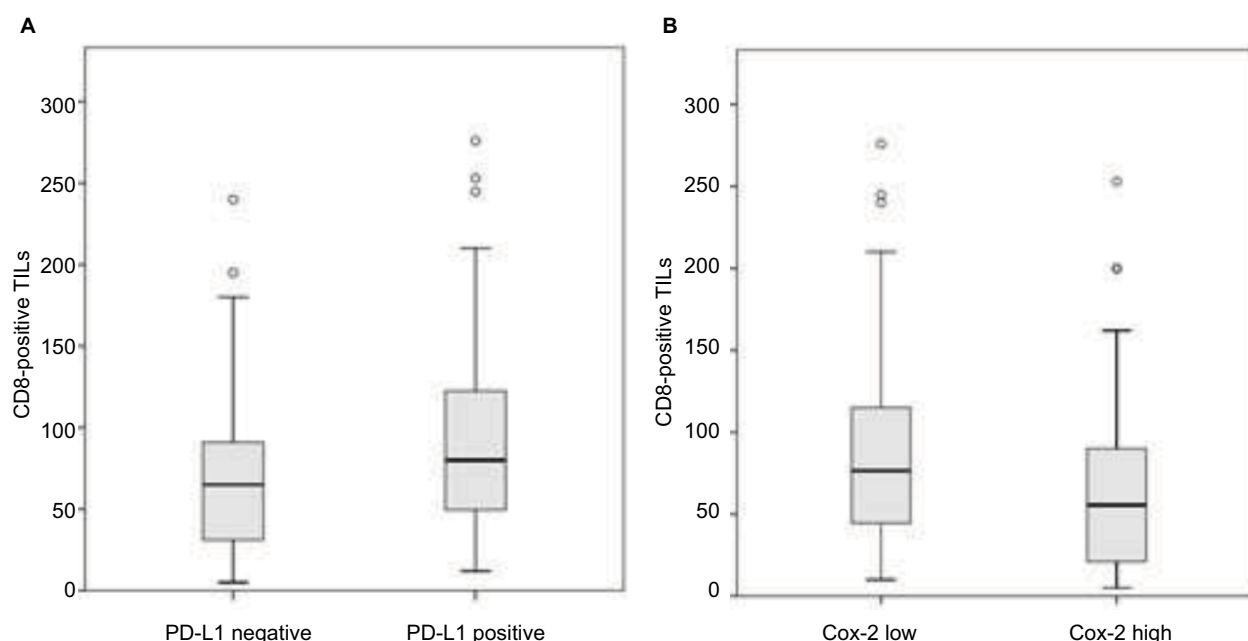 A
CD8-positive TILs
300
250
200
150
100
50
0
PD-L1 negative
PD-L1 positive
B
CD8-positive TILs
300
250
200
150
100
50
0
Cox-2 low
Cox-2 high